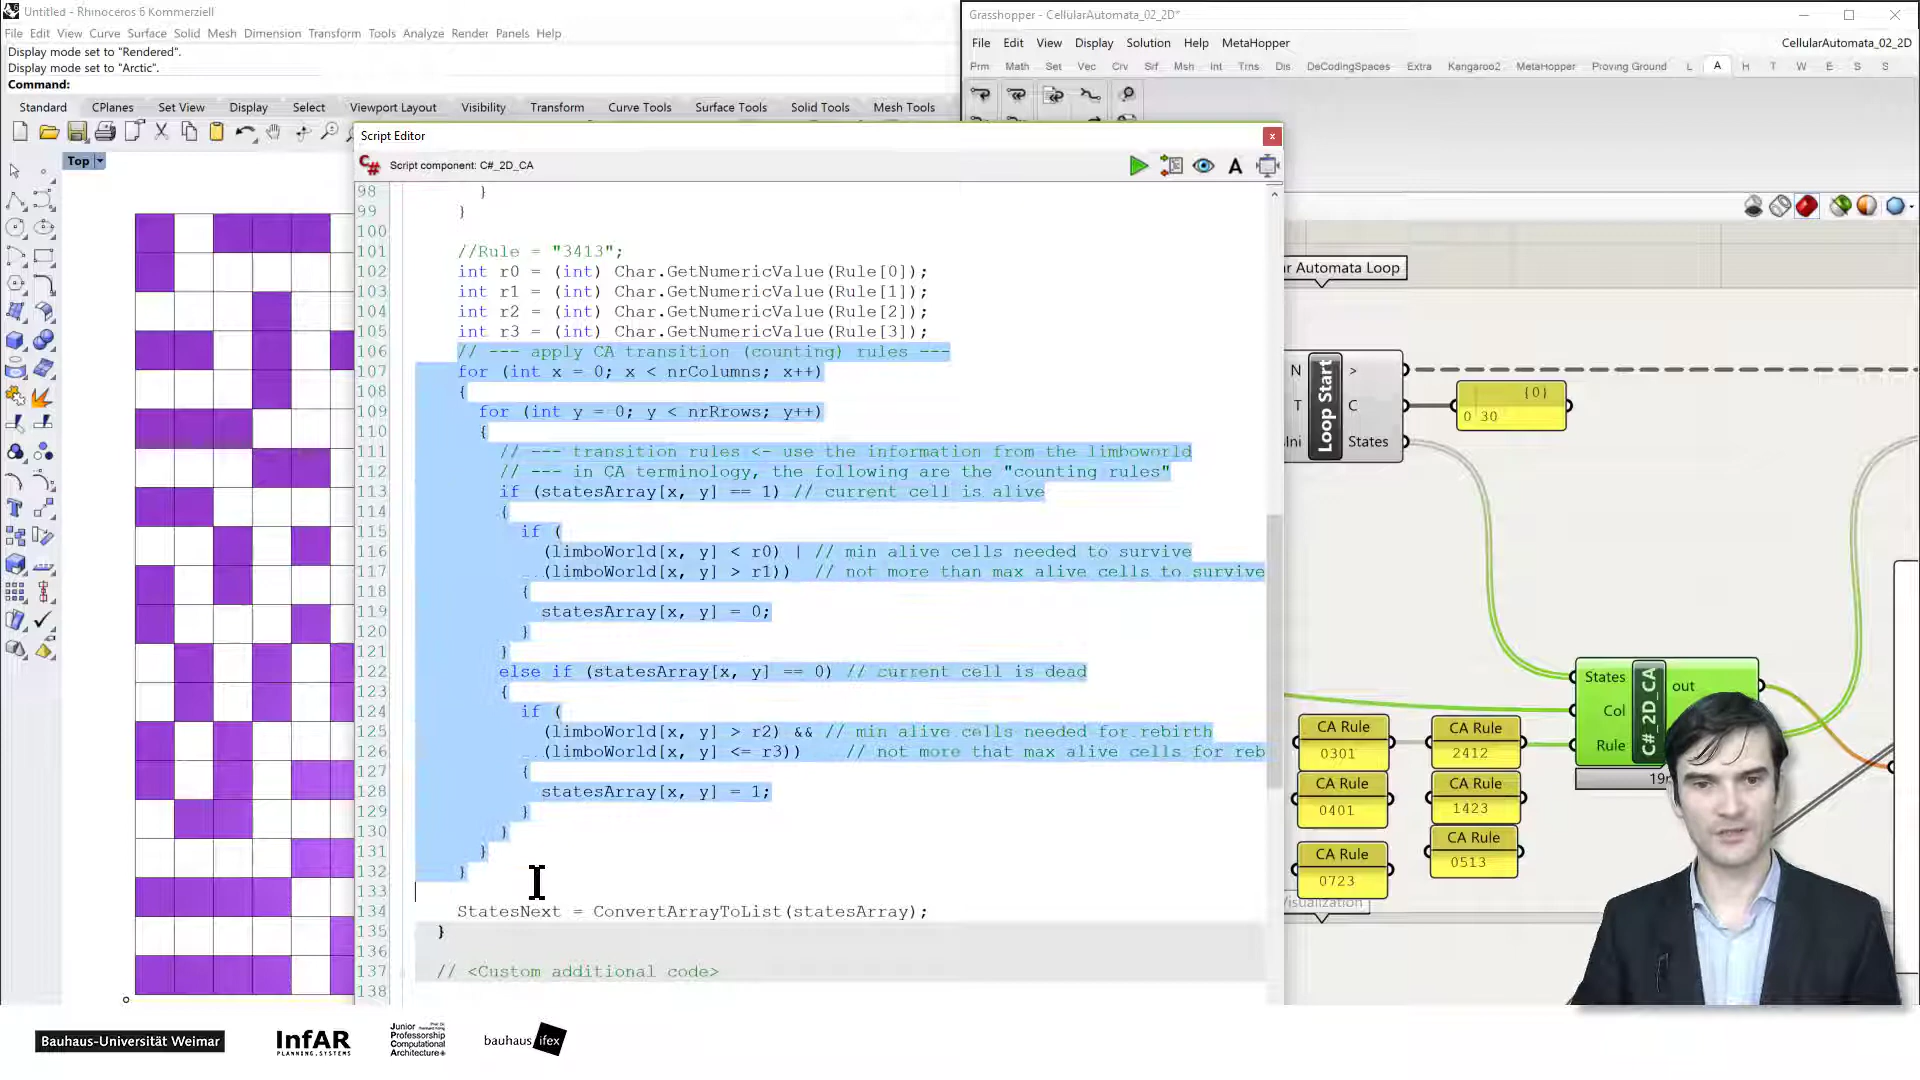 Untitled - Rhinoceros 6 Kommerziell
File Edit View Curve Surface Solid Mesh Dimension Transform Tools Analyze Render Panels Help
Display mode set to "Rendered".
Display mode set to "Arctic".
Command:
Standard CPlanes Set View Display Select Viewport Layout Visibility Transform Curve Tools Surface Tools Solid Tools Mesh Tools
Top
Grasshopper - CellularAutomata_02_2D*
File Edit View Display Solution Help MetaHopper
CellularAutomata_02_2D
Prm Math Set Vec Crv Srf Msh Int Trns Dis DeCodingSpaces Extra Kangaroo2 MetaHopper Proving Ground L A H T W E S S
Script Editor
x
C# Script component: C#_2D_CA
A
98 }
99 }
100
101 //Rule = "3413";
102 int r0 = (int) Char.GetNumericValue(Rule[0]);
103 int r1 = (int) Char.GetNumericValue(Rule[1]);
104 int r2 = (int) Char.GetNumericValue(Rule[2]);
105 int r3 = (int) Char.GetNumericValue(Rule[3]);
106 // --- apply CA transition (counting) rules ---
107 for (int x = 0; x < nrColumns; x++)
108 {
109 for (int y = 0; y < nrRrows; y++)
110 {
111 // --- transition rules <- use the information from the limboworld
112 // --- in CA terminology, the following are the "counting rules"
113 if (statesArray[x, y] == 1) // current cell is alive
114 {
115 if (
116 (limboWorld[x, y] < r0) | // min alive cells needed to survive
117 (limboWorld[x, y] > r1)) // not more than max alive cells to survive
118 {
119 statesArray[x, y] = 0;
120 }
121 }
122 else if (statesArray[x, y] == 0) // current cell is dead
123 {
124 if (
125 (limboWorld[x, y] > r2) && // min alive cells needed for rebirth
126 (limboWorld[x, y] <= r3)) // not more that max alive cells for reb
127 {
128 statesArray[x, y] = 1;
129 }
130 }
131 }
132 }
133
134 StatesNext = ConvertArrayToList(statesArray);
135 }
136
137 // <Custom additional code>
138
r Automata Loop
N >
T C
Ini States
Loop Start
{0}
0 30
States out
Col
Rule
C#_2D_CA
19m
CA Rule
0301
CA Rule
2412
CA Rule
0401
CA Rule
1423
CA Rule
0513
CA Rule
0723
Visualization
Bauhaus-Universität Weimar
InfAR
PLANNING.SYSTEMS
Junior
Professorship
Computational
Architecture
bauhaus ifex